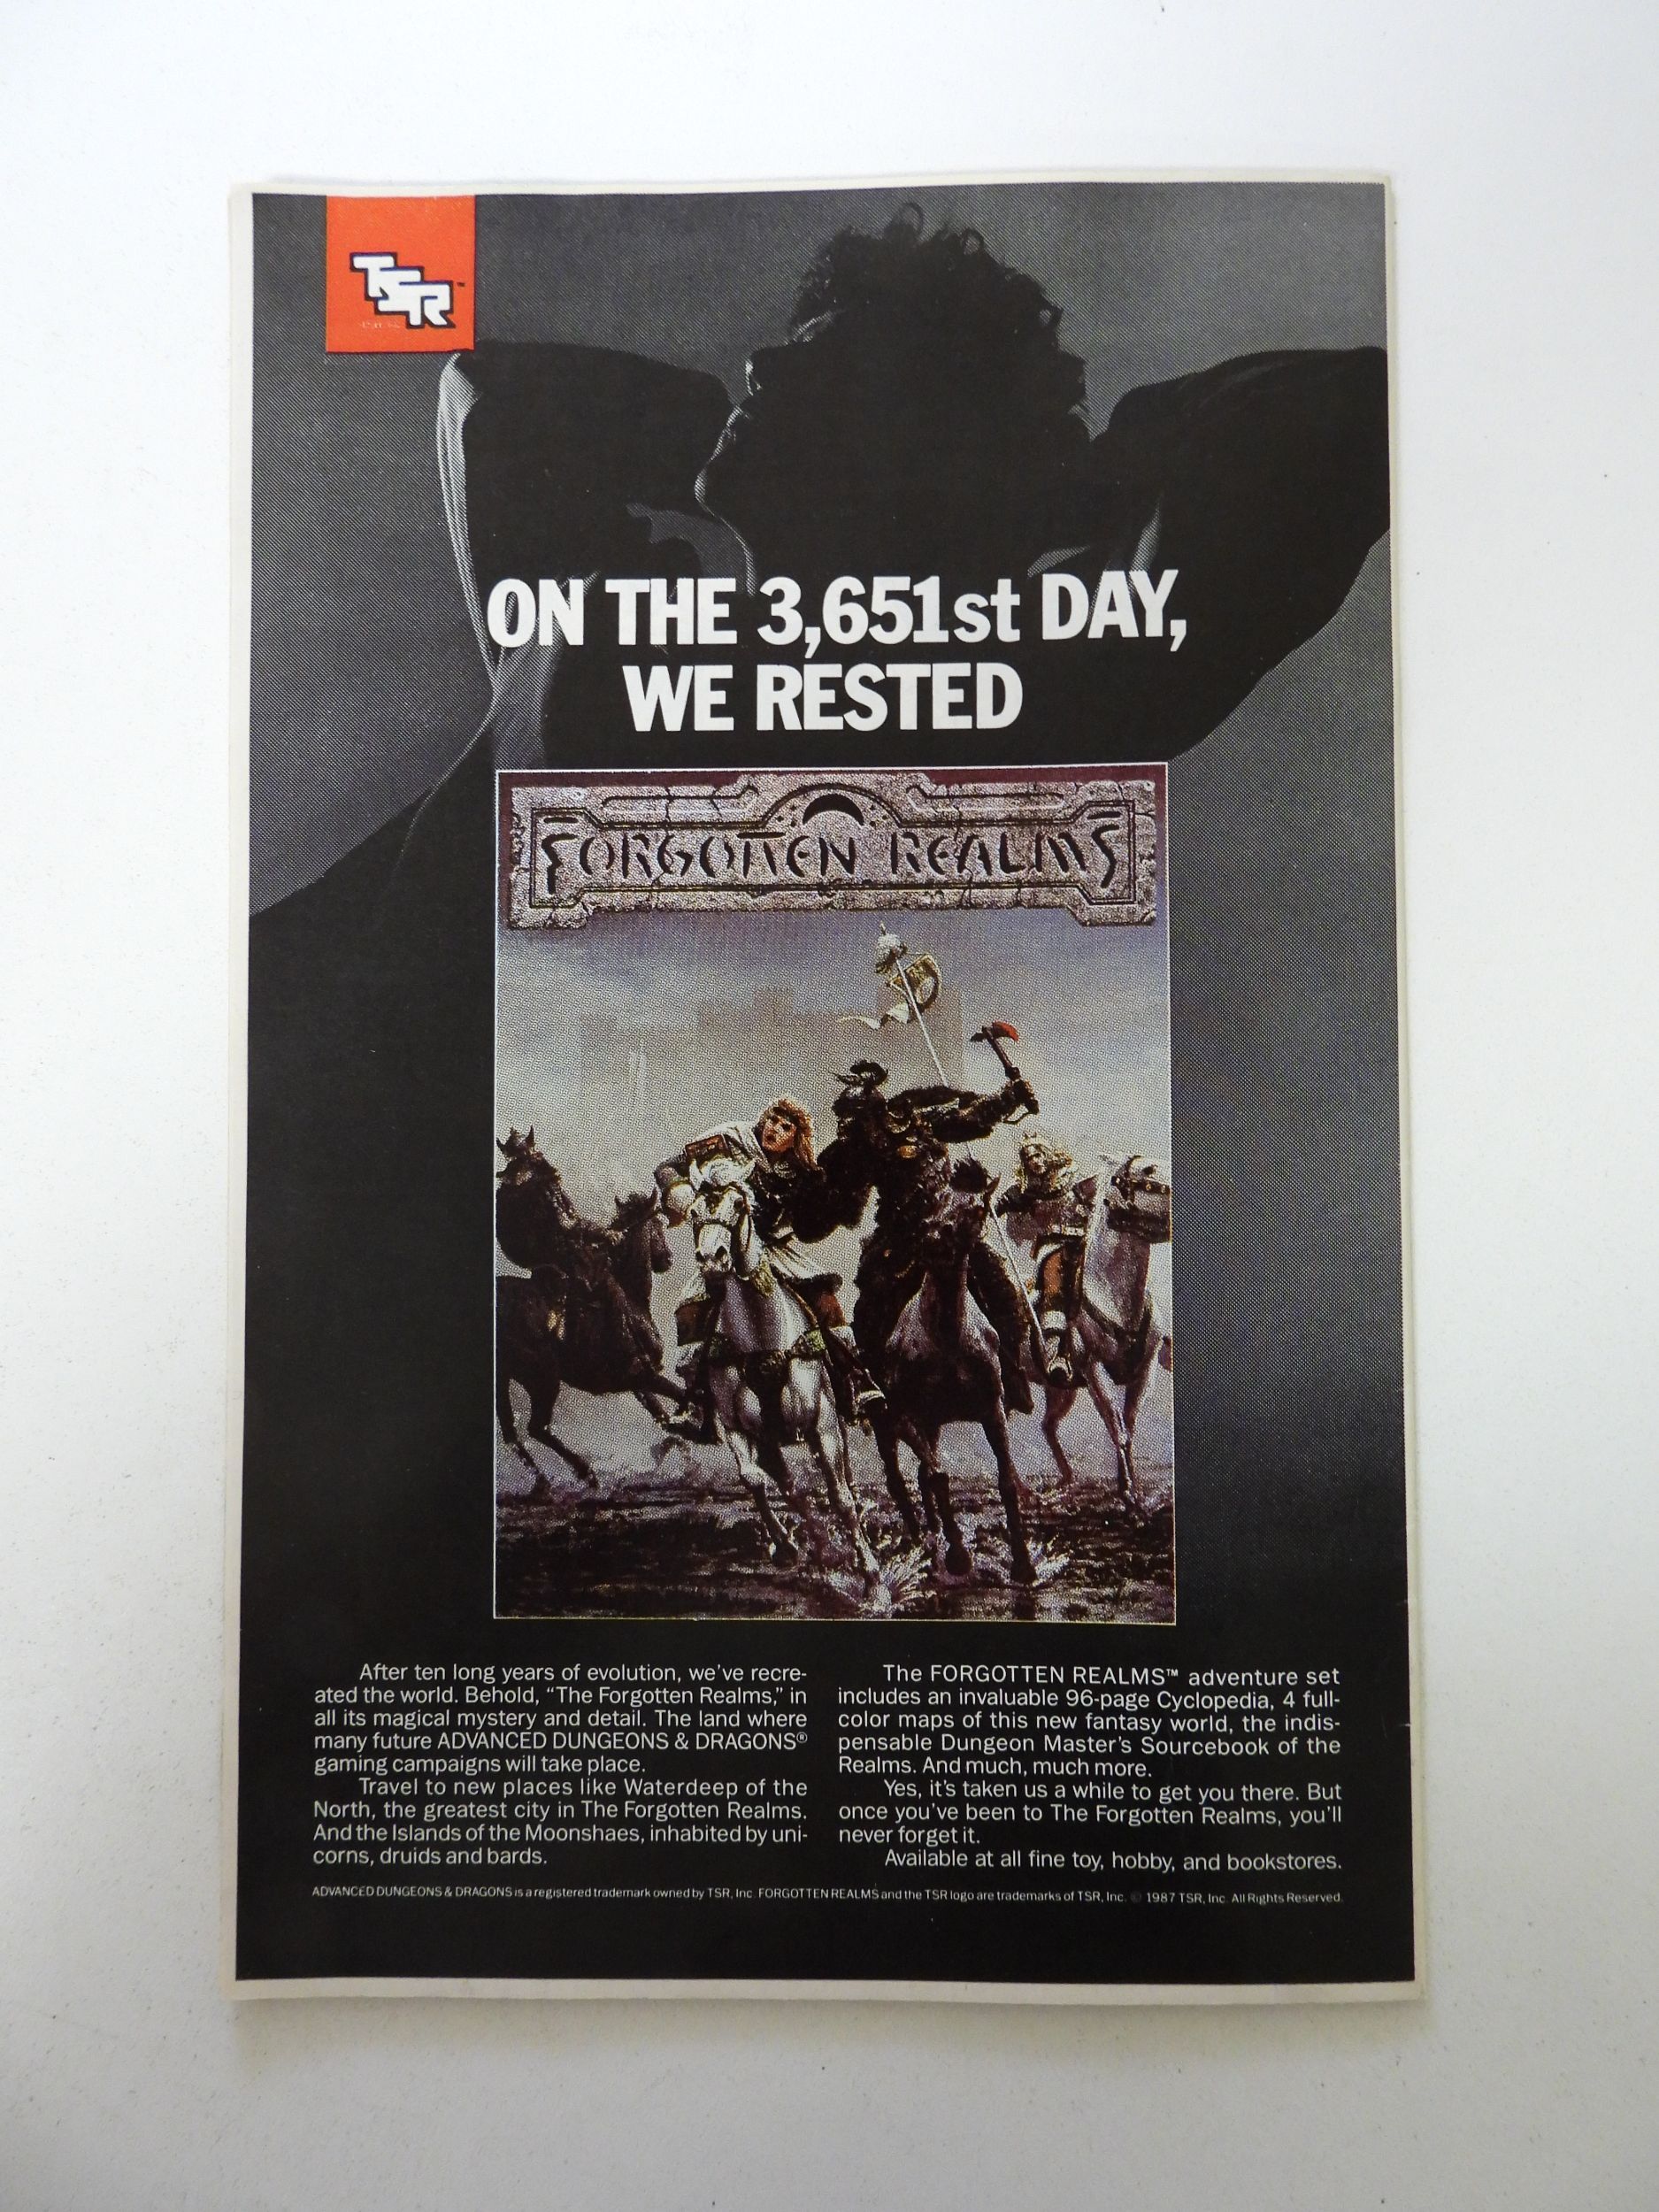 TSR™
ON THE 3,651st DAY,
WE RESTED
FORGOTTEN REALMS
After ten long years of evolution, we've recre-
ated the world. Behold, “The Forgotten Realms,” in
all its magical mystery and detail. The land where
many future ADVANCED DUNGEONS & DRAGONS®
gaming campaigns will take place.
Travel to new places like Waterdeep of the
North, the greatest city in The Forgotten Realms.
And the Islands of the Moonshaes, inhabited by uni-
corns, druids and bards.
The FORGOTTEN REALMS™ adventure set
includes an invaluable 96-page Cyclopedia, 4 full-
color maps of this new fantasy world, the indis-
pensable Dungeon Master's Sourcebook of the
Realms. And much, much more.
Yes, it's taken us a while to get you there. But
once you've been to The Forgotten Realms, you'll
never forget it.
Available at all fine toy, hobby, and bookstores.
ADVANCED DUNGEONS & DRAGONS is a registered trademark owned by TSR, Inc. FORGOTTEN REALMS and the TSR logo are trademarks of TSR, Inc. © 1987 TSR, Inc. All Rights Reserved.